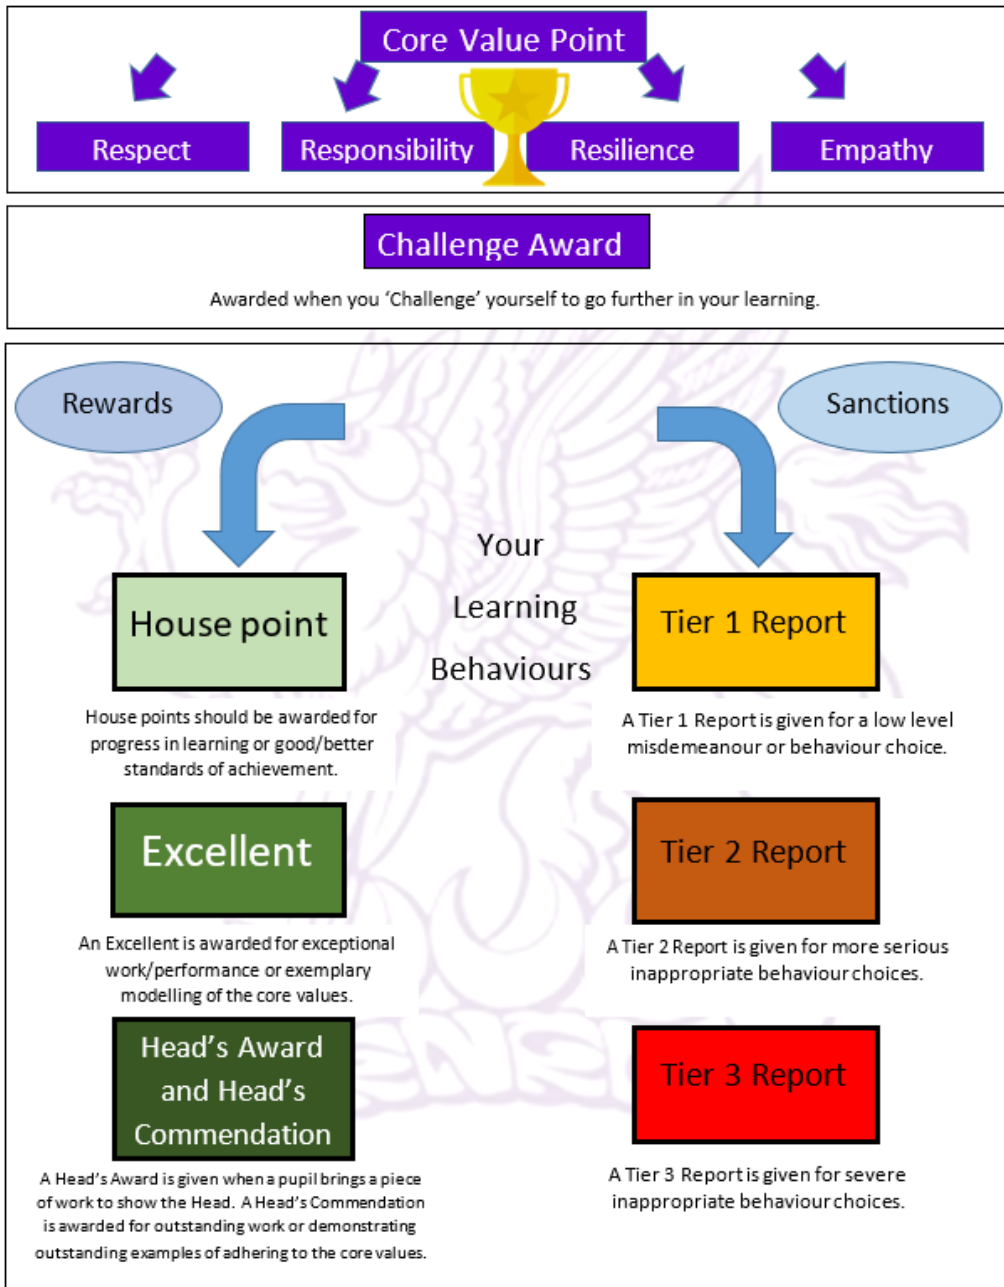 Core Value Point
Respect
Responsibility
Resilience
Empathy
Challenge Award
Awarded when you ‘Challenge’ yourself to go further in your learning.
Rewards
Sanctions
Your
Learning
Behaviours
House point
House points should be awarded for
progress in learning or good/better
standards of achievement.
Excellent
An Excellent is awarded for exceptional
work/performance or exemplary
modelling of the core values.
Head’s Award
and Head’s
Commendation
A Head’s Award is given when a pupil brings a piece
of work to show the Head. A Head’s Commendation
is awarded for outstanding work or demonstrating
outstanding examples of adhering to the core values.
Tier 1 Report
A Tier 1 Report is given for a low level
misdemeanour or behaviour choice.
Tier 2 Report
A Tier 2 Report is given for more serious
inappropriate behaviour choices.
Tier 3 Report
A Tier 3 Report is given for severe
inappropriate behaviour choices.